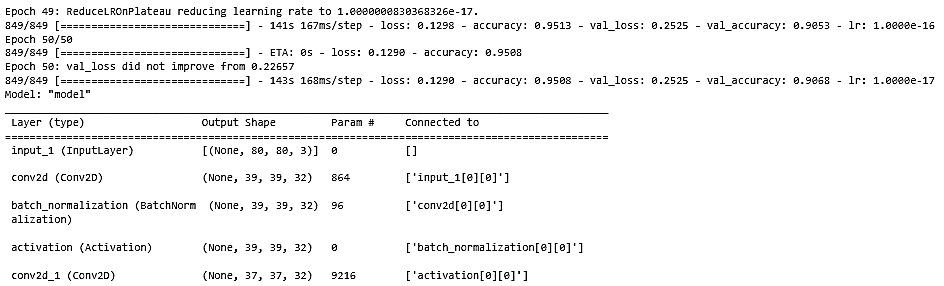 Epoch 49: ReduceLROnPlateau reducing learning rate to 1.0000000830368326e-17.
849/849 [==============================] - 141s 167ms/step - loss: 0.1298 - accuracy: 0.9513 - val_loss: 0.2525 - val_accuracy: 0.9053 - lr: 1.0000e-16
Epoch 50/50
849/849 [==============================] - ETA: 0s - loss: 0.1290 - accuracy: 0.9508
Epoch 50: val_loss did not improve from 0.22657
849/849 [==============================] - 143s 168ms/step - loss: 0.1290 - accuracy: 0.9508 - val_loss: 0.2525 - val_accuracy: 0.9068 - lr: 1.0000e-17
Model: "model"
__________________________________________________________________________________________________
Layer (type) Output Shape Param # Connected to
==================================================================================================
input_1 (InputLayer) [(None, 80, 80, 3)] 0 []
conv2d (Conv2D) (None, 39, 39, 32) 864 ['input_1[0][0]']
batch_normalization (BatchNorm (None, 39, 39, 32) 96 ['conv2d[0][0]']
alization)
activation (Activation) (None, 39, 39, 32) 0 ['batch_normalization[0][0]']
conv2d_1 (Conv2D) (None, 37, 37, 32) 9216 ['activation[0][0]']